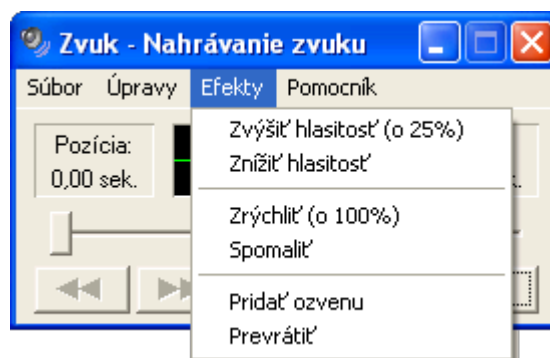 Zvuk - Nahrávanie zvuku
Súbor Úpravy Efekty Pomocník
Pozícia:
0,00 sek.
Zvýšiť hlasitosť (o 25%)
Znížiť hlasitosť
Zrýchliť (o 100%)
Spomaliť
Pridať ozvenu
Prevrátiť